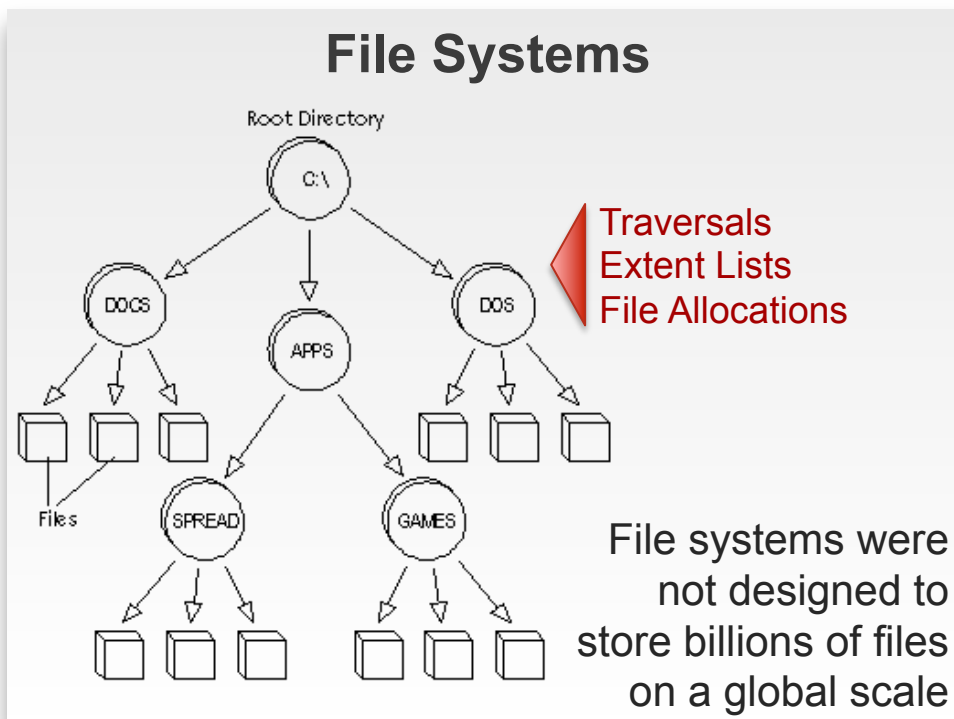 File Systems
Root Directory
C:\
Traversals
Extent Lists
File Allocations
DOCS
DOS
APPS
Files
SPREAD
GAMES
File systems were
not designed to
store billions of files
on a global scale